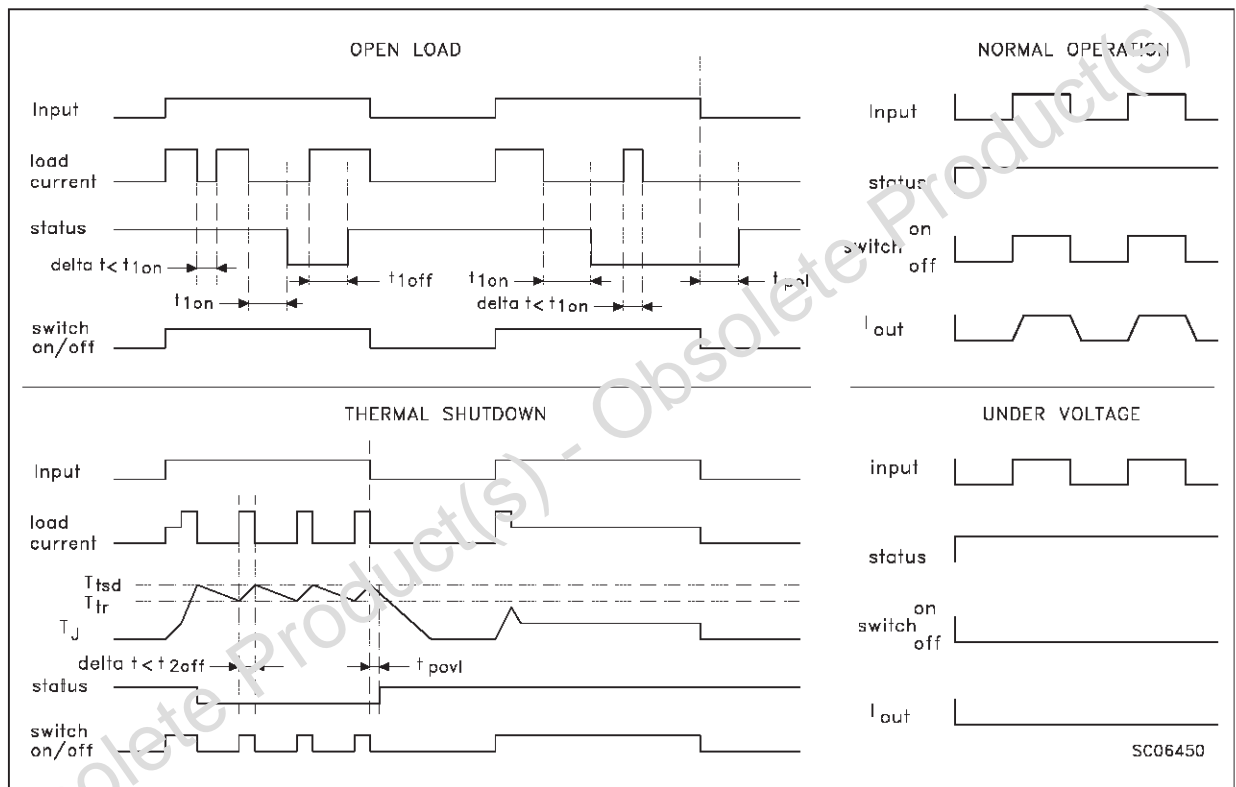 OPEN LOAD
Input
load
current
status
delta t< t1on
t1on
t1off
t1on
delta t< t1on
tpol
switch
on/off
NORMAL OPERATION
Input
status
switch on
off
Iout
THERMAL SHUTDOWN
Input
load
current
Ttsd
Ttr
TJ
delta t< t2off
tpovl
status
switch
on/off
UNDER VOLTAGE
input
status
switch on
off
Iout
SC06450
olete Product(s) - Obsolete Product(s)